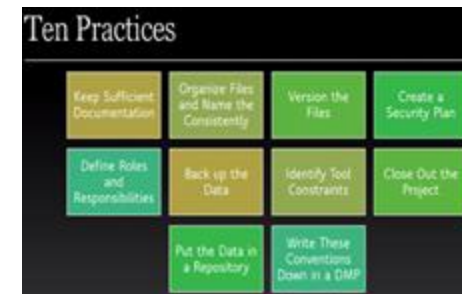 Ten Practices
Keep Sufficient
Documentation
Organize Files
and Name the
Consistently
Version the
Files
Create a
Security Plan
Define Roles
and
Responsibilities
Back up the
Data
Identify Tool
Constraints
Close Out the
Project
Put the Data in
a Repository
Write These
Conventions
Down in a DMP